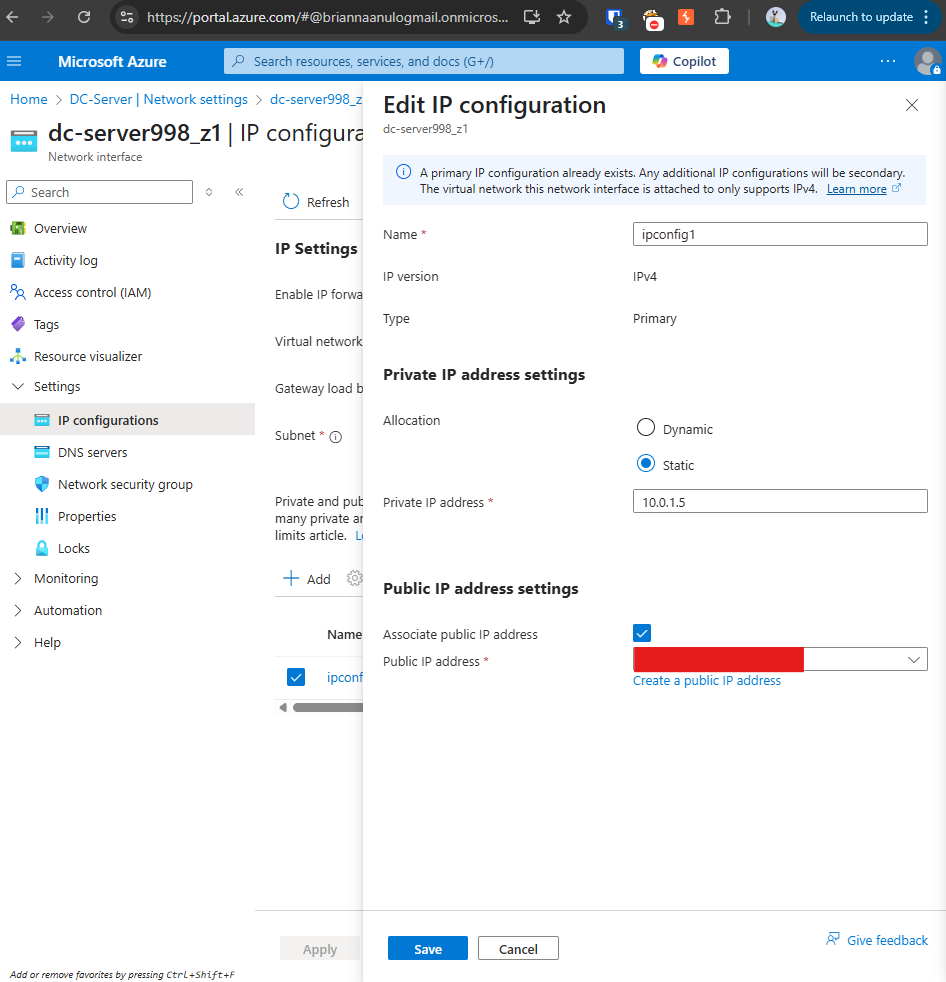 https://portal.azure.com/#@briannaanulogmail.onmicros...
3
Relaunch to update
Microsoft Azure
Search resources, services, and docs (G+/)
Copilot
Home > DC-Server | Network settings > dc-server998_z
dc-server998_z1 | IP configura
Network interface
Search
Overview
Activity log
Access control (IAM)
Tags
Resource visualizer
Settings
IP configurations
DNS servers
Network security group
Properties
Locks
Monitoring
Automation
Help
Add or remove favorites by pressing Ctrl+Shift+F
Refresh
IP Settings
Enable IP forwa
Virtual network
Gateway load b
Subnet *
Private and pub
many private an
limits article. Le
Add
Name
ipconf
Apply
Edit IP configuration
dc-server998_z1
A primary IP configuration already exists. Any additional IP configurations will be secondary.
The virtual network this network interface is attached to only supports IPv4. Learn more
Name *
ipconfig1
IP version
IPv4
Type
Primary
Private IP address settings
Allocation
Dynamic
Static
Private IP address *
10.0.1.5
Public IP address settings
Associate public IP address
Public IP address *
Create a public IP address
Save
Cancel
Give feedback